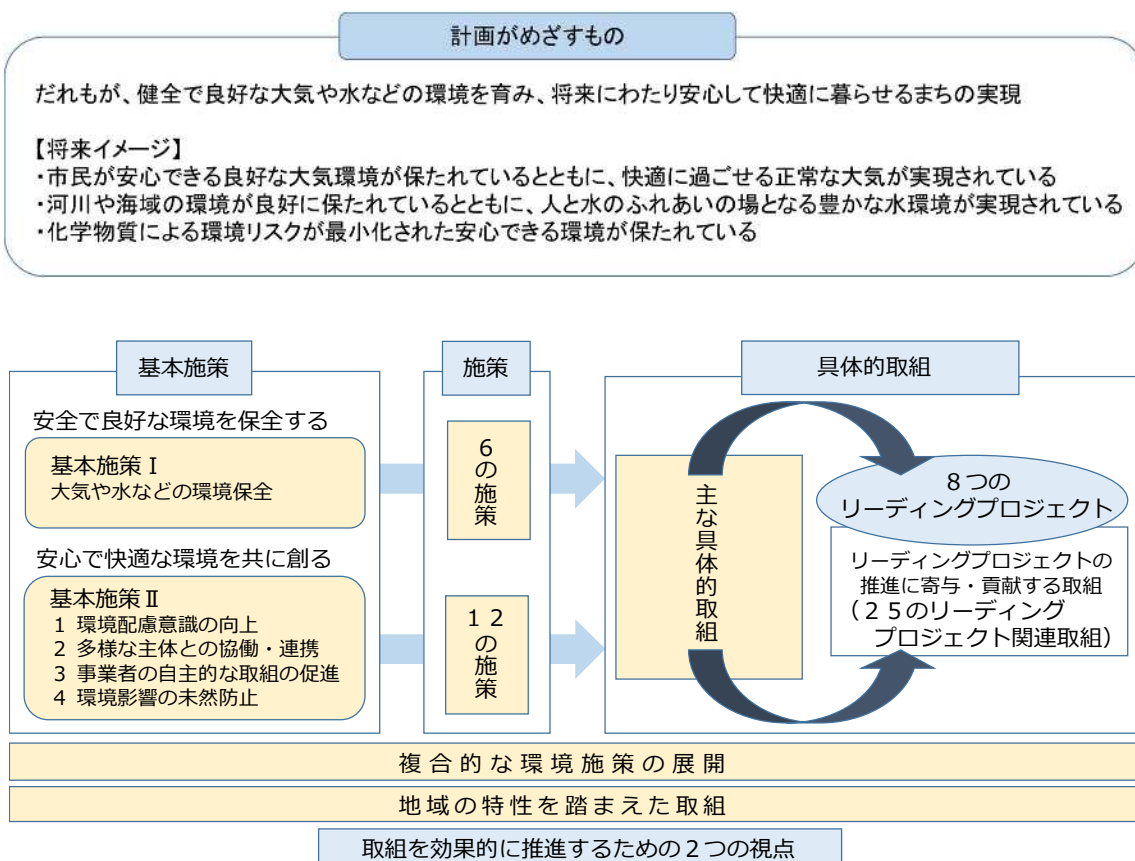 計画がめざすもの
だれもが、健全で良好な大気や水などの環境を育み、将来にわたり安心して快適に暮らせるまちの実現
【将来イメージ】
・市民が安心できる良好な大気環境が保たれているとともに、快適に過ごせる正常な大気が実現されている
・河川や海域の環境が良好に保たれているとともに、人と水のふれあいの場となる豊かな水環境が実現されている
・化学物質による環境リスクが最小化された安心できる環境が保たれている
基本施策
安全で良好な環境を保全する
基本施策Ⅰ
大気や水などの環境保全
安心で快適な環境を共に創る
基本施策Ⅱ
1 環境配慮意識の向上
2 多様な主体との協働・連携
3 事業者の自主的な取組の促進
4 環境影響の未然防止
施策
6の施策
12の施策
具体的取組
主な具体的取組
8つの
リーディングプロジェクト
リーディングプロジェクトの
推進に寄与・貢献する取組
(25のリーディング
プロジェクト関連取組)
複合的な環境施策の展開
地域の特性を踏まえた取組
取組を効果的に推進するための2つの視点